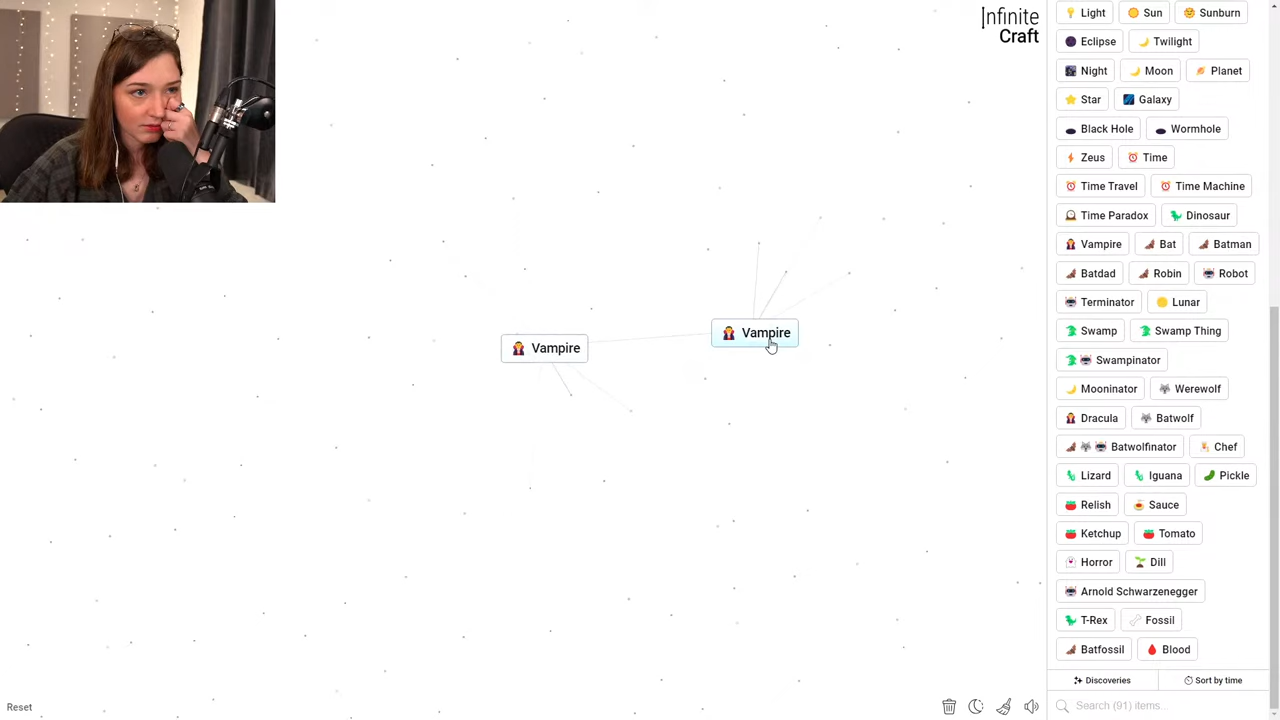 Infinite
Craft
Light Sun Sunburn
Eclipse Twilight
Night Moon Planet
Star Galaxy
Black Hole Wormhole
Zeus Time
Time Travel Time Machine
Time Paradox Dinosaur
Vampire Bat Batman
Batdad Robin Robot
Terminator Lunar
Swamp Swamp Thing
Swampinator
Mooninator Werewolf
Dracula Batwolf
Batwolfinator Chef
Lizard Iguana Pickle
Relish Sauce
Ketchup Tomato
Horror Dill
Arnold Schwarzenegger
T-Rex Fossil
Batfossil Blood
Discoveries Sort by time
Search (91) items...
Vampire
Vampire
Reset